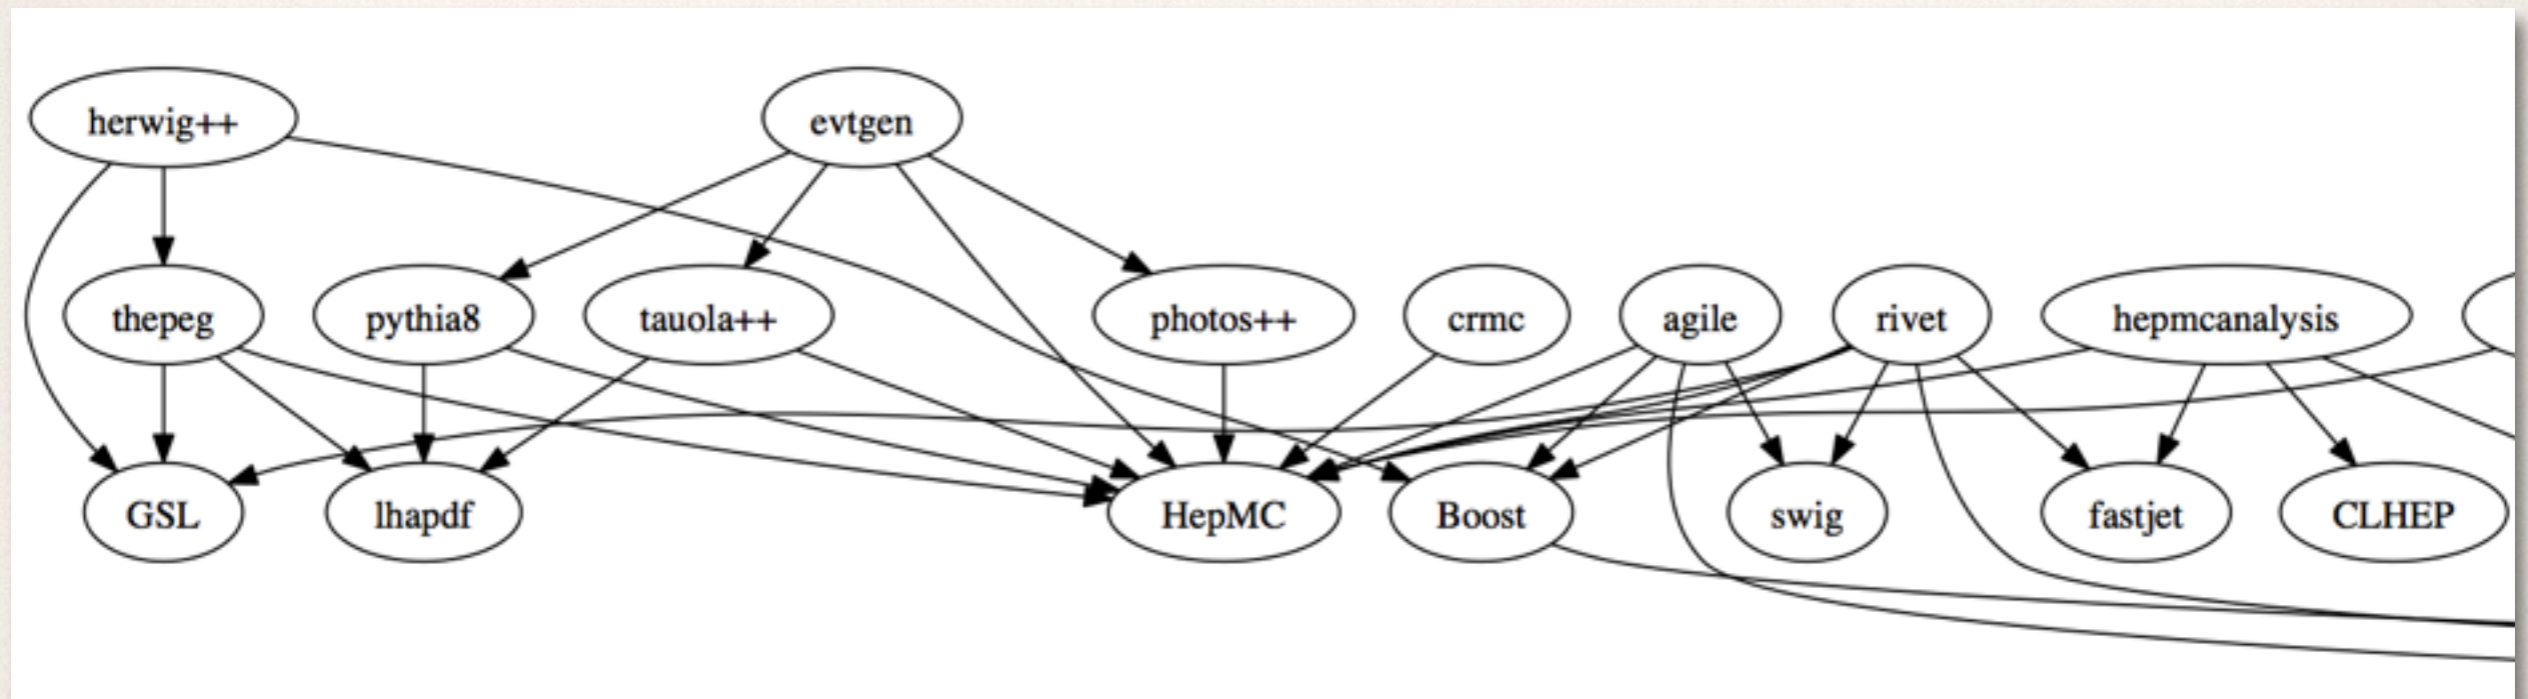 herwig++
evtgen
thepeg
pythia8
tauola++
photos++
crmc
agile
rivet
hepmcanalysis
GSL
lhapdf
HepMC
Boost
swig
fastjet
CLHEP